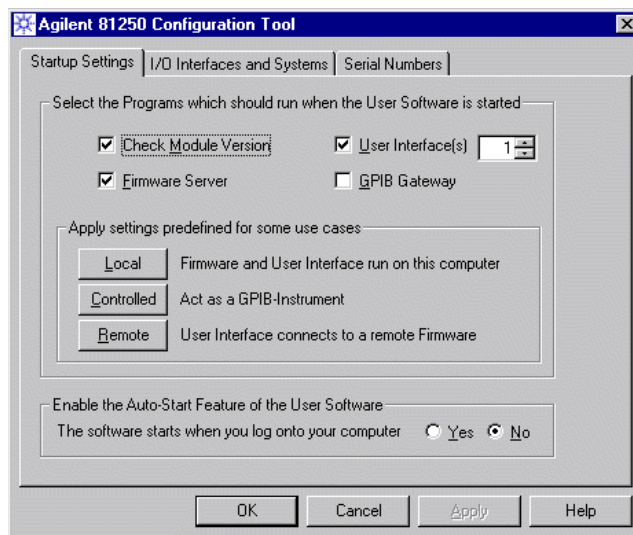 Agilent 81250 Configuration Tool
Startup Settings I/O Interfaces and Systems Serial Numbers
Select the Programs which should run when the User Software is started
Check Module Version User Interface(s) 1
Firmware Server GPIB Gateway
Apply settings predefined for some use cases
Local Firmware and User Interface run on this computer
Controlled Act as a GPIB-Instrument
Remote User Interface connects to a remote Firmware
Enable the Auto-Start Feature of the User Software
The software starts when you log onto your computer Yes No
OK Cancel Apply Help